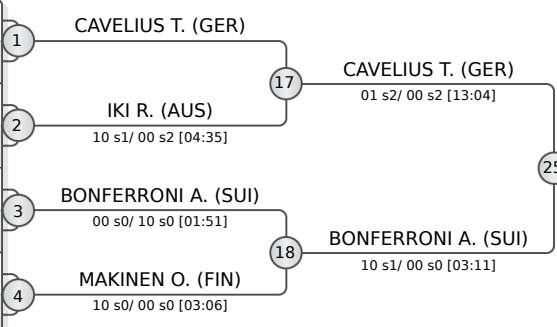 CAVELIUS T. (GER)
1
17
CAVELIUS T. (GER)
01 s2/ 00 s2 [13:04]
IKI R. (AUS)
2
10 s1/ 00 s2 [04:35]
25
BONFERRONI A. (SUI)
3
00 s0/ 10 s0 [01:51]
18
BONFERRONI A. (SUI)
10 s1/ 00 s0 [03:11]
MAKINEN O. (FIN)
4
10 s0/ 00 s0 [03:06]